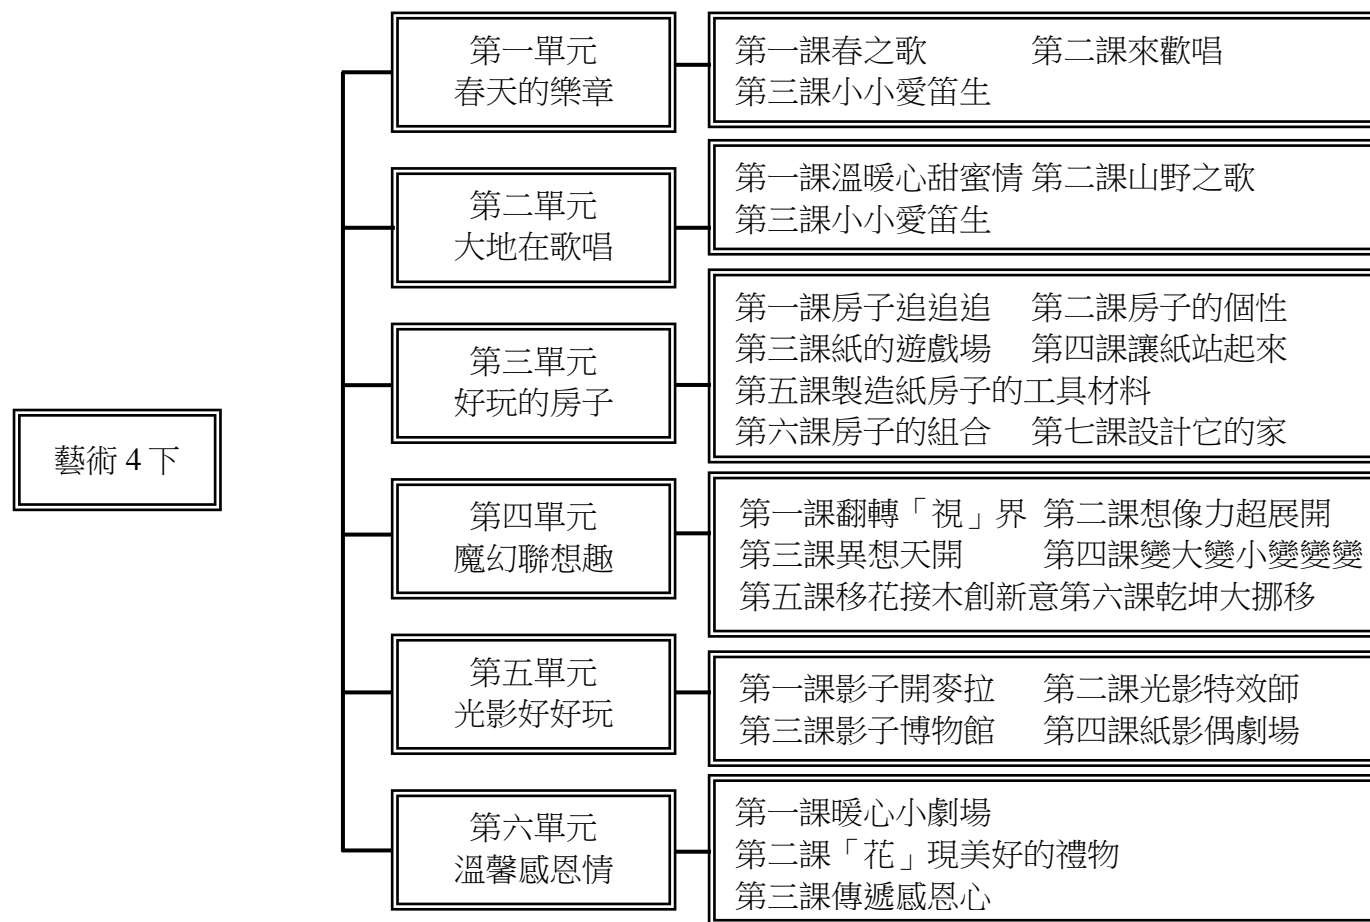 藝術 4 下
第一單元
春天的樂章
第一課春之歌 第二課來歡唱
第三課小小愛笛生
第二單元
大地在歌唱
第一課溫暖心甜蜜情 第二課山野之歌
第三課小小愛笛生
第三單元
好玩的房子
第一課房子追追追 第二課房子的個性
第三課紙的遊戲場 第四課讓紙站起來
第五課製造紙房子的工具材料
第六課房子的組合 第七課設計它的家
第四單元
魔幻聯想趣
第一課翻轉「視」界 第二課想像力超展開
第三課異想天開 第四課變大變小變變變
第五課移花接木創新意第六課乾坤大挪移
第五單元
光影好好玩
第一課影子開麥拉 第二課光影特效師
第三課影子博物館 第四課紙影偶劇場
第六單元
溫馨感恩情
第一課暖心小劇場
第二課「花」現美好的禮物
第三課傳遞感恩心